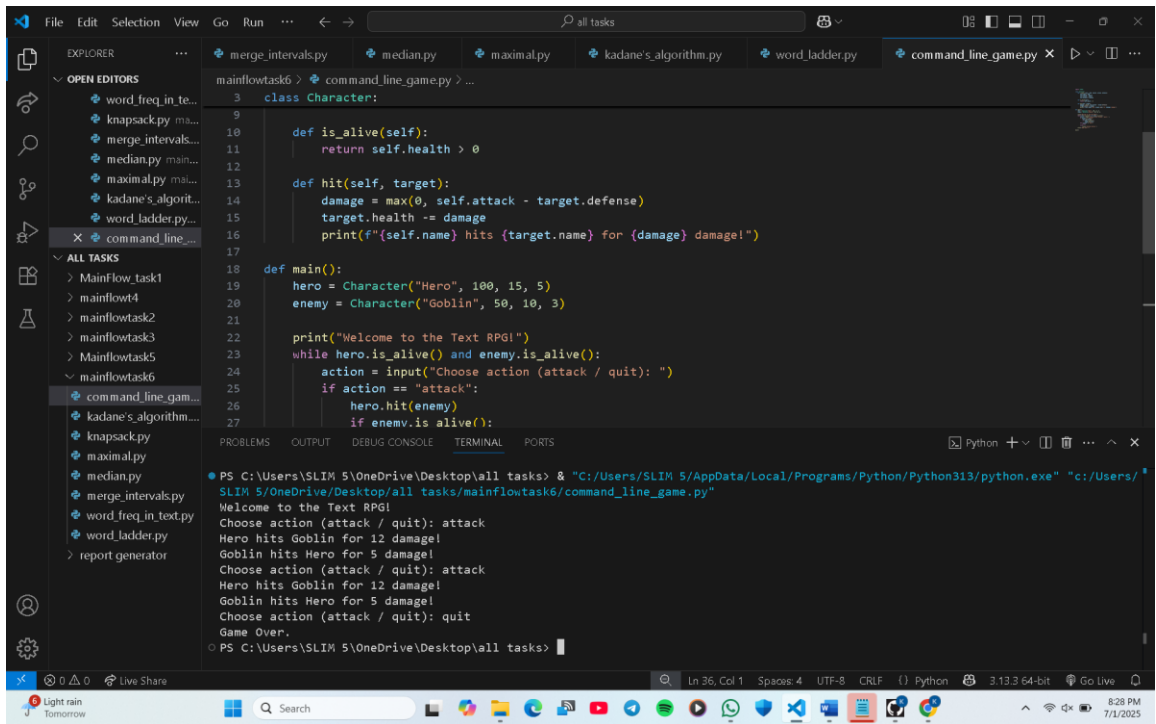 File Edit Selection View Go Run ... all tasks
EXPLORER ...
OPEN EDITORS
word_freq_in_te...
knapsack.py ma...
merge_intervals....
median.py main...
maximal.py mai...
kadane's_algorit...
word_ladder.py...
command_line_...
ALL TASKS
MainFlow_task1
mainflowt4
mainflowtask2
mainflowtask3
Mainflowtask5
mainflowtask6
command_line_gam...
kadane's_algorithm....
knapsack.py
maximal.py
median.py
merge_intervals.py
word_freq_in_text.py
word_ladder.py
report generator
merge_intervals.py median.py maximal.py kadane's_algorithm.py word_ladder.py command_line_game.py
mainflowtask6 > command_line_game.py > ...
3 class Character:
9
10 def is_alive(self):
11 return self.health > 0
12
13 def hit(self, target):
14 damage = max(0, self.attack - target.defense)
15 target.health -= damage
16 print(f"{self.name} hits {target.name} for {damage} damage!")
17
18 def main():
19 hero = Character("Hero", 100, 15, 5)
20 enemy = Character("Goblin", 50, 10, 3)
21
22 print("Welcome to the Text RPG!")
23 while hero.is_alive() and enemy.is_alive():
24 action = input("Choose action (attack / quit): ")
25 if action == "attack":
26 hero.hit(enemy)
27 if enemy.is_alive():
PROBLEMS OUTPUT DEBUG CONSOLE TERMINAL PORTS Python
PS C:\Users\SLIM 5\OneDrive\Desktop\all tasks> & "C:/Users/SLIM 5/AppData/Local/Programs/Python/Python313/python.exe" "c:/Users/
SLIM 5/OneDrive/Desktop/all tasks/mainflowtask6/command_line_game.py"
Welcome to the Text RPG!
Choose action (attack / quit): attack
Hero hits Goblin for 12 damage!
Goblin hits Hero for 5 damage!
Choose action (attack / quit): attack
Hero hits Goblin for 12 damage!
Goblin hits Hero for 5 damage!
Choose action (attack / quit): quit
Game Over.
PS C:\Users\SLIM 5\OneDrive\Desktop\all tasks>
0 0 Live Share Ln 36, Col 1 Spaces: 4 UTF-8 CRLF {} Python 3.13.3 64-bit Go Live
6 Light rain
Tomorrow
Search
8:28 PM
7/1/2025